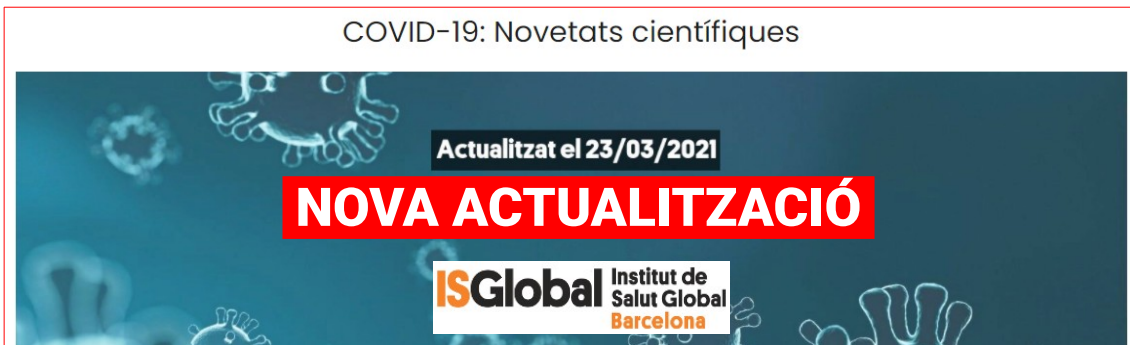 COVID-19: Novetats científiques
Actualitzat el 23/03/2021
NOVA ACTUALITZACIÓ
ISGlobal Institut de
Salut Global
Barcelona